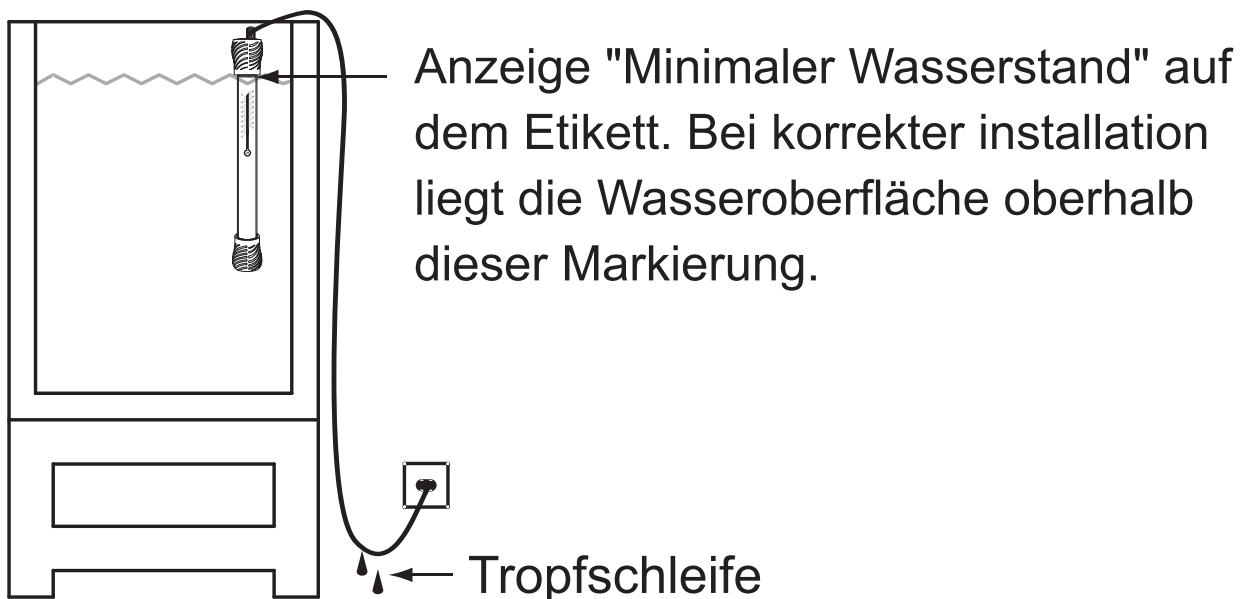 Anzeige "Minimaler Wasserstand" auf
dem Etikett. Bei korrekter installation
liegt die Wasseroberfläche oberhalb
dieser Markierung.
Tropfschleife